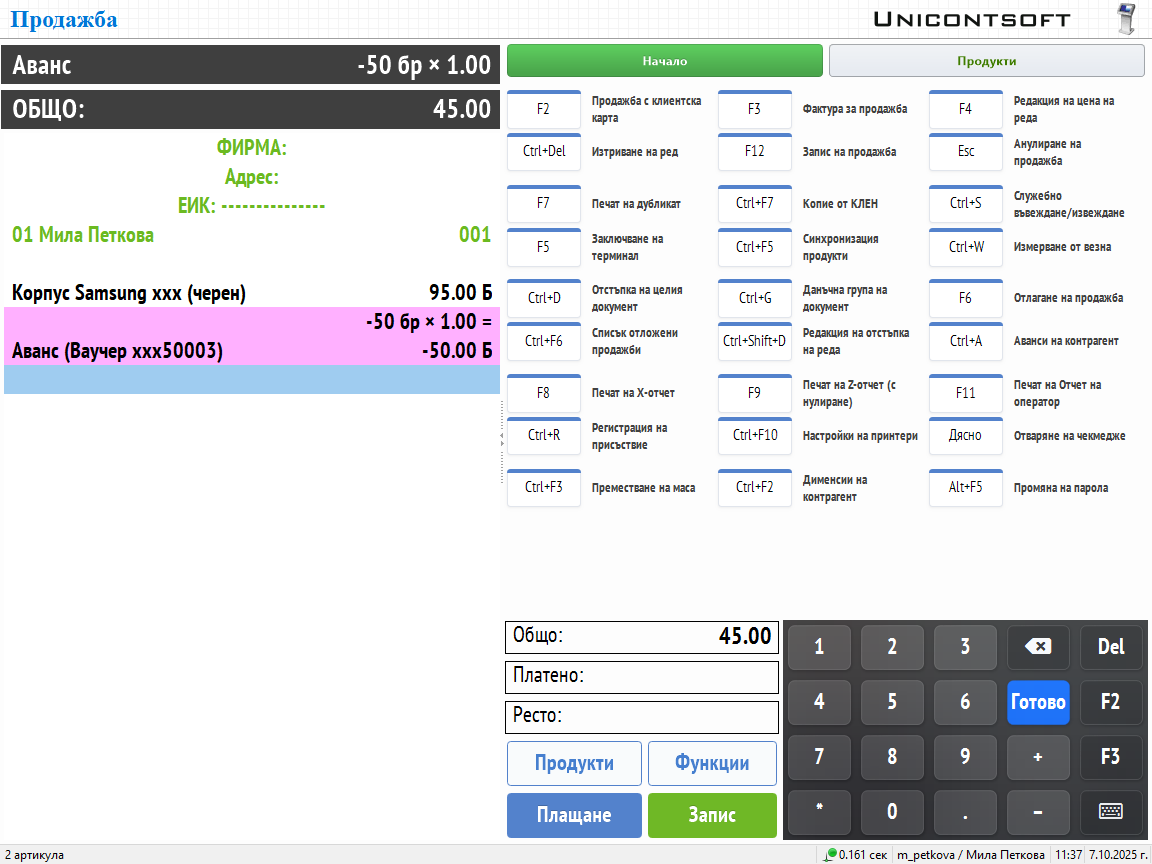 Продажба
UNICONTSOFT
Аванс -50 бр × 1.00
ОБЩО: 45.00
ФИРМА:
Адрес:
ЕИК: ---------------
01 Мила Петкова 001
Корпус Samsung xxx (черен) 95.00 Б
-50 бр × 1.00 =
Аванс (Ваучер xxx50003) -50.00 Б
Начало Продукти
F2 Продажба с клиентска карта F3 Фактура за продажба F4 Редакция на цена на реда
Ctrl+Del Изтриване на ред F12 Запис на продажба Esc Анулиране на продажба
F7 Печат на дубликат Ctrl+F7 Копие от КЛЕН Ctrl+S Служебно въвеждане/извеждане
F5 Заключване на терминал Ctrl+F5 Синхронизация продукти Ctrl+W Измерване от везна
Ctrl+D Отстъпка на целия документ Ctrl+G Данъчна група на документ F6 Отлагане на продажба
Ctrl+F6 Списък отложени продажби Ctrl+Shift+D Редакция на отстъпка на реда Ctrl+A Аванси на контрагент
F8 Печат на X-отчет F9 Печат на Z-отчет (с нулиране) F11 Печат на Отчет на оператор
Ctrl+R Регистрация на присъствие Ctrl+F10 Настройки на принтери Дясно Отваряне на чекмедже
Ctrl+F3 Преместване на маса Ctrl+F2 Дименсии на контрагент Alt+F5 Промяна на парола
Общо: 45.00
Платено:
Ресто:
Продукти Функции
Плащане Запис
1 2 3 Del
4 5 6 Готово F2
7 8 9 + F3
* 0 . −
2 артикула 0.161 сек m_petkova / Мила Петкова 11:37 7.10.2025 г.